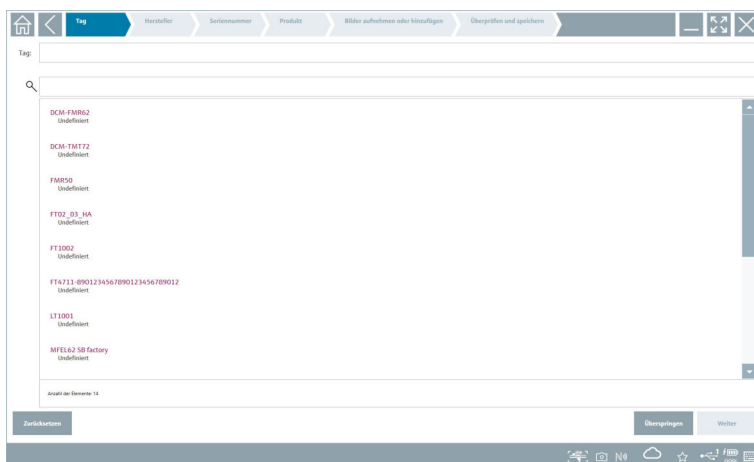 Tag Hersteller Seriennummer Produkt Bilder aufnehmen oder hinzufügen Überprüfen und speichern
Tag:
DCM-FMR62
Undefiniert
DCM-TMT72
Undefiniert
FMR50
Undefiniert
FT02_03_HA
Undefiniert
FT1002
Undefiniert
FT4711-89012345678901234567​89012
Undefiniert
LT1001
Undefiniert
MFEL62 SB factory
Undefiniert
Anzahl der Elemente: 14
Zurücksetzen Überspringen Weiter